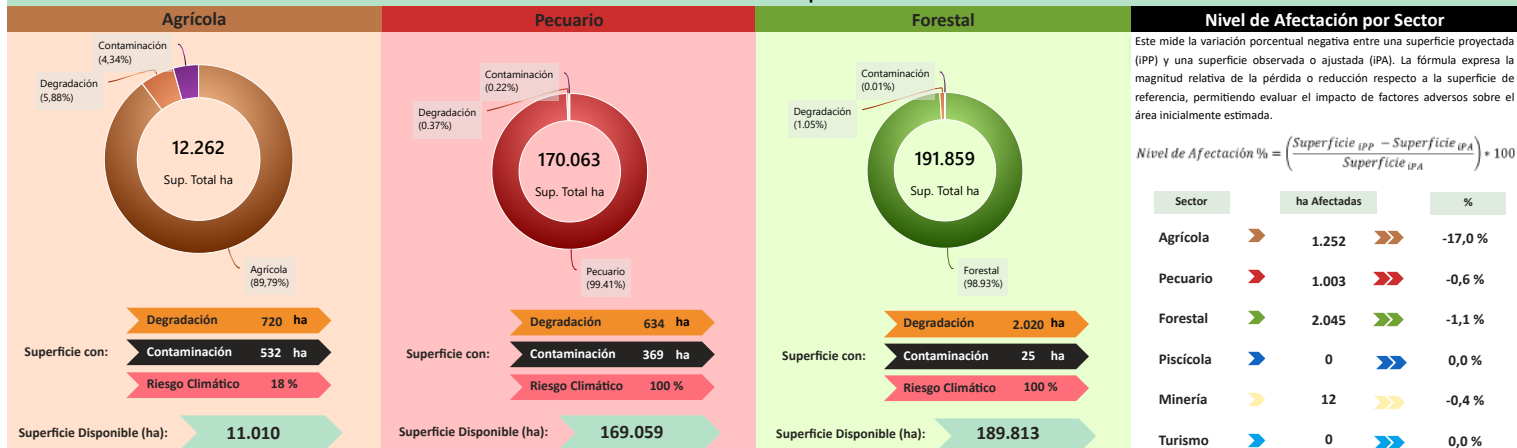 Agrícola
Contaminación
(4,34%)
Degradación
(5,88%)
12.262
Sup. Total ha
Agrícola
(89,79%)
Superficie con:
Degradación 720 ha
Contaminación 532 ha
Riesgo Climático 18 %
Superficie Disponible (ha): 11.010
Pecuario
Contaminación
(0.22%)
Degradación
(0.37%)
170.063
Sup. Total ha
Pecuario
(99.41%)
Superficie con:
Degradación 634 ha
Contaminación 369 ha
Riesgo Climático 100 %
Superficie Disponible (ha): 169.059
Forestal
Contaminación
(0.01%)
Degradación
(1.05%)
191.859
Sup. Total ha
Forestal
(98.93%)
Superficie con:
Degradación 2.020 ha
Contaminación 25 ha
Riesgo Climático 100 %
Superficie Disponible (ha): 189.813
Nivel de Afectación por Sector
Este mide la variación porcentual negativa entre una superficie proyectada
(iPP) y una superficie observada o ajustada (iPA). La fórmula expresa la
magnitud relativa de la pérdida o reducción respecto a la superficie de
referencia, permitiendo evaluar el impacto de factores adversos sobre el
área inicialmente estimada.
Nivel de Afectación % = (Superficie iPP − Superficie iPA / Superficie iPA) * 100
Sector ha Afectadas %
Agrícola 1.252 -17,0 %
Pecuario 1.003 -0,6 %
Forestal 2.045 -1,1 %
Piscícola 0 0,0 %
Minería 12 -0,4 %
Turismo 0 0,0 %